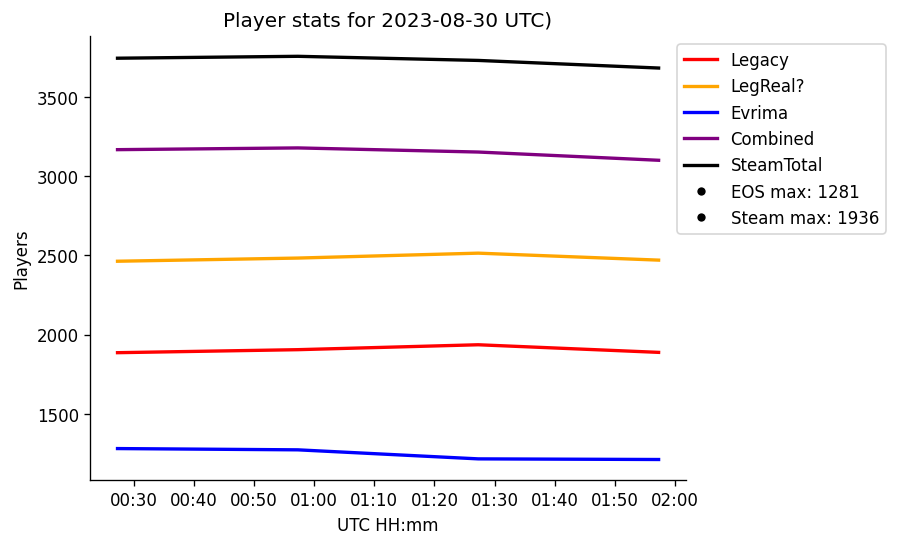 Player stats for 2023-08-30 UTC)
Legacy
LegReal?
Evrima
Combined
SteamTotal
EOS max: 1281
Steam max: 1936
Players
3500
3000
2500
2000
1500
00:30 00:40 00:50 01:00 01:10 01:20 01:30 01:40 01:50 02:00
UTC HH:mm